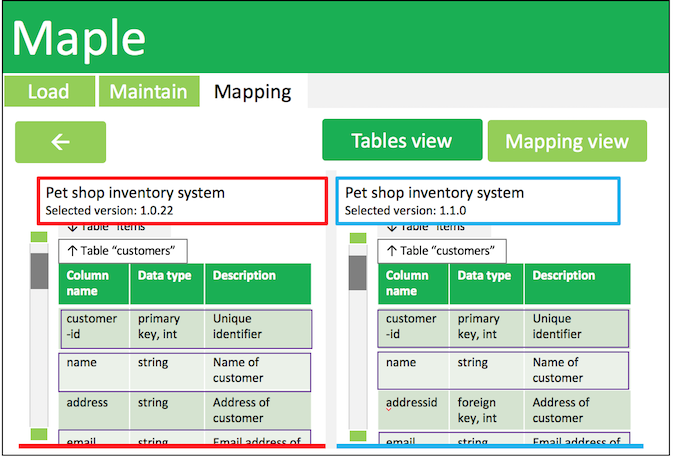 Maple
Load Maintain Mapping
← Tables view Mapping view
Pet shop inventory system
Selected version: 1.0.22
↓ Table "items"
↑ Table "customers"
Column Data type Description
name
customer primary Unique
-id key, int identifier
name string Name of
customer
address string Address of
customer
email string Email address of
Pet shop inventory system
Selected version: 1.1.0
↓ Table "items"
↑ Table "customers"
Column Data type Description
name
customer primary Unique
-id key, int identifier
name string Name of
customer
addressid foreign Address of
key, int customer
email string Email address of